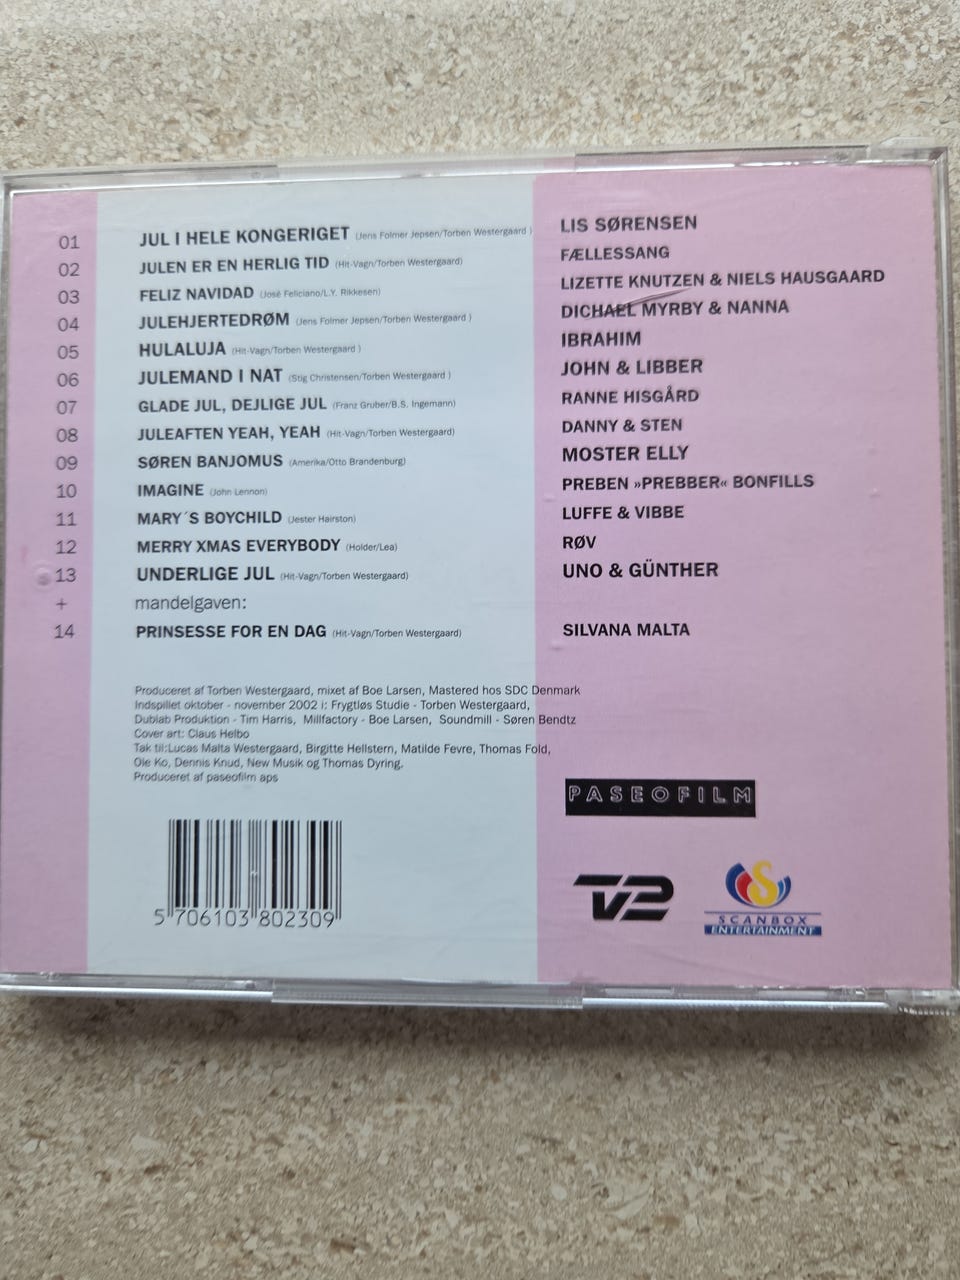 01 JUL I HELE KONGERIGET (Jens Folmer Jepsen/Torben Westergaard ) LIS SØRENSEN
02 JULEN ER EN HERLIG TID (Hit-Vagn/Torben Westergaard) FÆLLESSANG
03 FELIZ NAVIDAD (José Feliciano/L.Y. Rikkesen) LIZETTE KNUTZEN & NIELS HAUSGAARD
04 JULEHJERTEDRØM (Jens Folmer Jepsen/Torben Westergaard ) DICHAEL MYRBY & NANNA
05 HULALUJA (Hit-Vagn/Torben Westergaard ) IBRAHIM
06 JULEMAND I NAT (Stig Christensen/Torben Westergaard ) JOHN & LIBBER
07 GLADE JUL, DEJLIGE JUL (Franz Gruber/B.S. Ingemann) RANNE HISGÅRD
08 JULEAFTEN YEAH, YEAH (Hit-Vagn/Torben Westergaard) DANNY & STEN
09 SØREN BANJOMUS (Amerika/Otto Brandenburg) MOSTER ELLY
10 IMAGINE (John Lennon) PREBEN »PREBBER« BONFILLS
11 MARY´S BOYCHILD (Jester Hairston) LUFFE & VIBBE
12 MERRY XMAS EVERYBODY (Holder/Lea) RØV
13 UNDERLIGE JUL (Hit-Vagn/Torben Westergaard) UNO & GÜNTHER
+ mandelgaven:
14 PRINSESSE FOR EN DAG (Hit-Vagn/Torben Westergaard) SILVANA MALTA
Produceret af Torben Westergaard, mixet af Boe Larsen, Mastered hos SDC Denmark
Indspillet oktober - november 2002 i: Frygtløs Studie - Torben Westergaard,
Dublab Produktion - Tim Harris, Millfactory - Boe Larsen, Soundmill - Søren Bendtz
Cover art: Claus Helbo
Tak til:Lucas Malta Westergaard, Birgitte Hellstern, Matilde Fevre, Thomas Fold,
Ole Ko, Dennis Knud, New Musik og Thomas Dyring.
Produceret af paseofilm aps
PASEOFILM
TV2
S
SCANBOX
ENTERTAINMENT
5 706103 802309